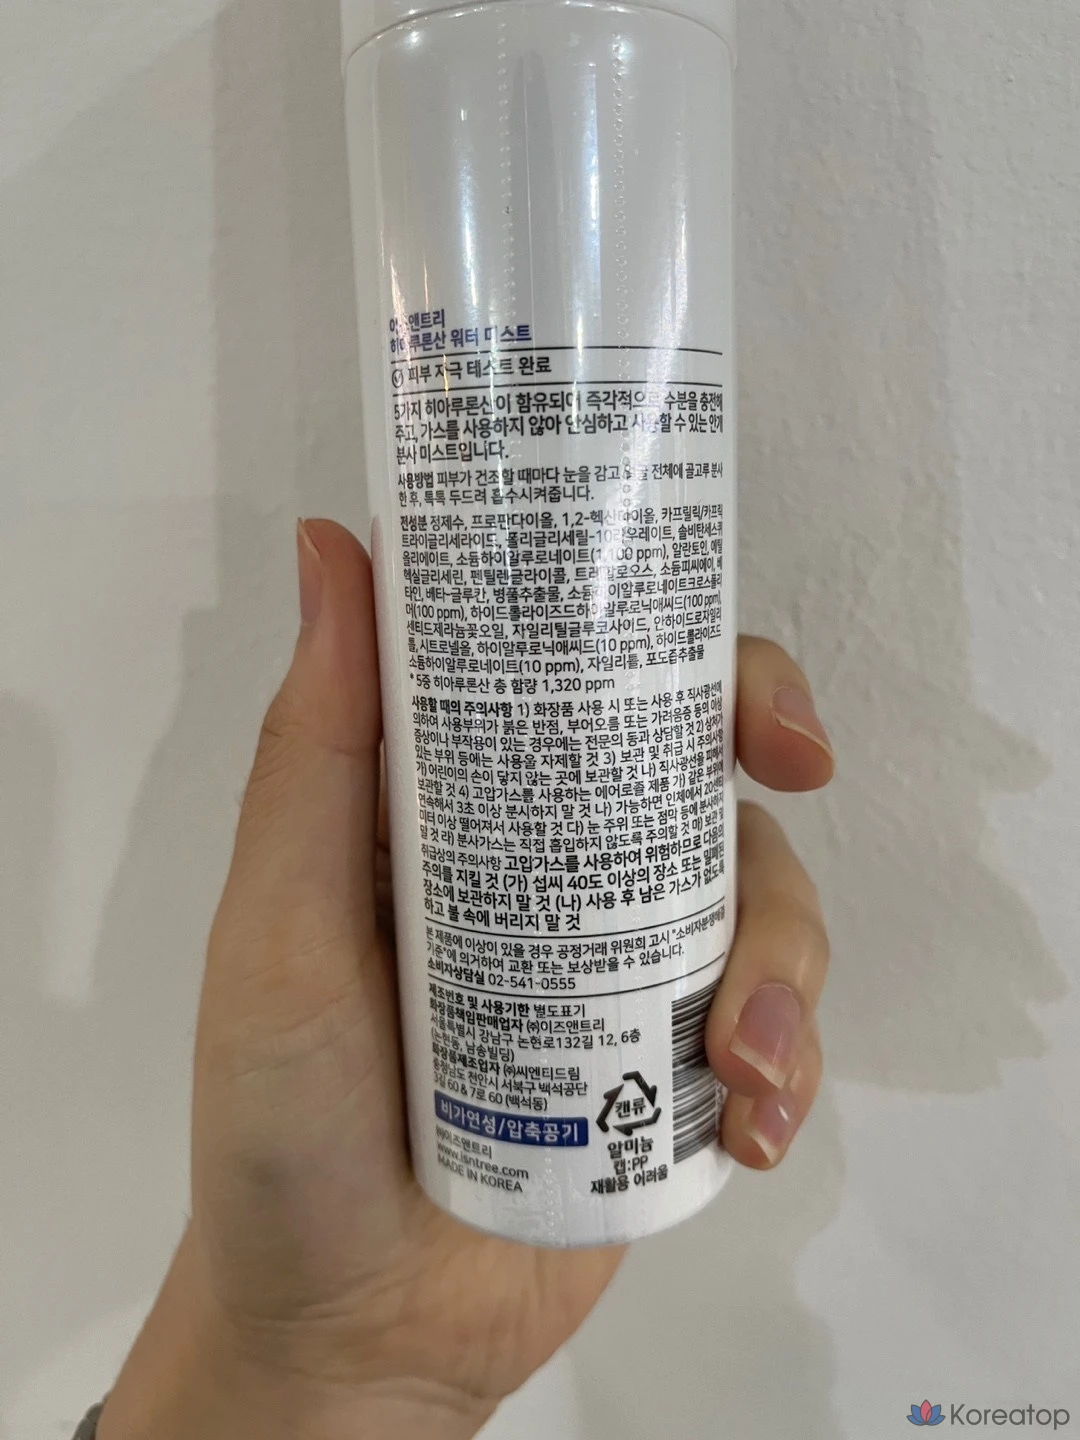 이즈앤트리
히아루론산 워터 미스트
피부 자극 테스트 완료
5가지 히아루론산이 함유되어 즉각적으로 수분을 충전해
주고, 가스를 사용하지 않아 안심하고 사용할 수 있는 안개
분사 미스트입니다.
사용방법 피부가 건조할 때마다 눈을 감고 얼굴 전체에 골고루 분사
한 후, 톡톡 두드려 흡수시켜줍니다.
전성분 정제수, 프로판다이올, 1,2-헥산다이올, 카프릴릭/카프릭
트라이글리세라이드, 폴리글리세릴-10라우레이트, 솔비탄세스퀴
올리에이트, 소듐하이알루로네이트(1,100 ppm), 알란토인, 에틸
헥실글리세린, 펜틸렌글라이콜, 트레할로오스, 소듐피씨에이, 베
타인, 베타-글루칸, 병풀추출물, 소듐하이알루로네이트크로스폴리
머(100 ppm), 하이드롤라이즈드하이알루로닉애씨드(100 ppm),
센티드제라늄꽃오일, 자일리틸글루코사이드, 안하이드로자일리
톨, 시트로넬올, 하이알루로닉애씨드(10 ppm), 하이드롤라이즈드
소듐하이알루로네이트(10 ppm), 자일리톨, 포도즙추출물
* 5중 히아루론산 총 함량 1,320 ppm
사용할 때의 주의사항 1) 화장품 사용 시 또는 사용 후 직사광선에
의하여 사용부위가 붉은 반점, 부어오름 또는 가려움증 등의 이상
증상이나 부작용이 있는 경우에는 전문의 등과 상담할 것 2) 상처가
있는 부위 등에는 사용을 자제할 것 3) 보관 및 취급 시 주의사항
가) 어린이의 손이 닿지 않는 곳에 보관할 것 나) 직사광선을 피해서
보관할 것 4) 고압가스를 사용하는 에어로졸 제품 가) 같은 부위에
연속해서 3초 이상 분사하지 말 것 나) 가능하면 인체에서 20센티
미터 이상 떨어져서 사용할 것 다) 눈 주위 또는 점막 등에 분사하지
말 것 라) 분사가스는 직접 흡입하지 않도록 주의할 것 마) 보관 및
취급상의 주의사항 고압가스를 사용하여 위험하므로 다음의
주의를 지킬 것 (가) 섭씨 40도 이상의 장소 또는 밀폐된
장소에 보관하지 말 것 (나) 사용 후 남은 가스가 없도록
하고 불 속에 버리지 말 것
본 제품에 이상이 있을 경우 공정거래 위원회 고시 "소비자분쟁해결
기준"에 의거하여 교환 또는 보상받을 수 있습니다.
소비자상담실 02-541-0555
제조번호 및 사용기한 별도표기
화장품책임판매업자 ㈜이즈앤트리
서울특별시 강남구 논현로132길 12, 6층
(논현동, 남송빌딩)
화장품제조업자 ㈜씨엔티드림
충청남도 천안시 서북구 백석공단
3길 60 & 7로 60 (백석동)
비가연성/압축공기
㈜이즈앤트리
www.isntree.com
MADE IN KOREA
캔류
알미늄
캡:PP
재활용 어려움
Koreatop